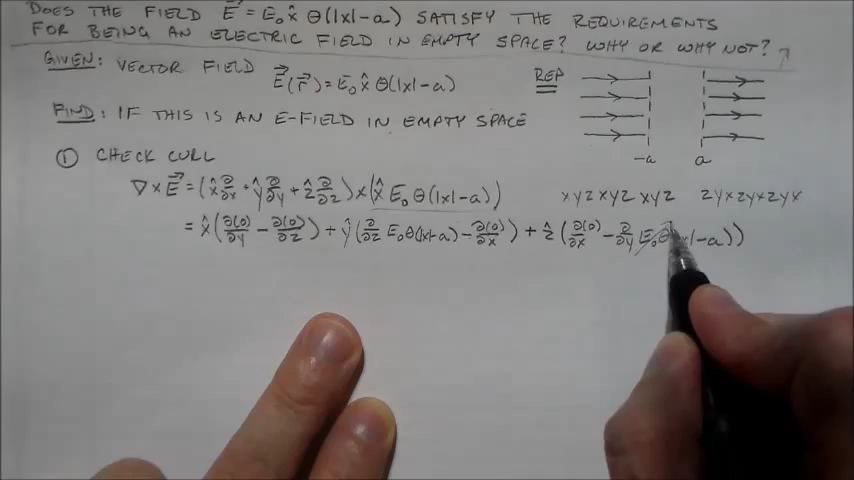 DOES THE FIELD E⃗ = E₀ x̂ Θ(|x|-a) SATISFY THE REQUIREMENTS
FOR BEING AN ELECTRIC FIELD IN EMPTY SPACE? WHY OR WHY NOT?
GIVEN: VECTOR FIELD E⃗(r⃗) = E₀ x̂ Θ(|x|-a)
REP
FIND: IF THIS IS AN E-FIELD IN EMPTY SPACE
-a a
① CHECK CURL
∇ × E⃗ = (x̂ ∂/∂x + ŷ ∂/∂y + ẑ ∂/∂z) × (x̂ E₀ Θ(|x|-a))
xyzxyzxyz zyxzyxzyx
= x̂ (∂(0)/∂y - ∂(0)/∂z) + ŷ (∂/∂z E₀Θ(|x|-a) - ∂(0)/∂x) + ẑ (∂(0)/∂x - ∂/∂y E₀Θ |-a))